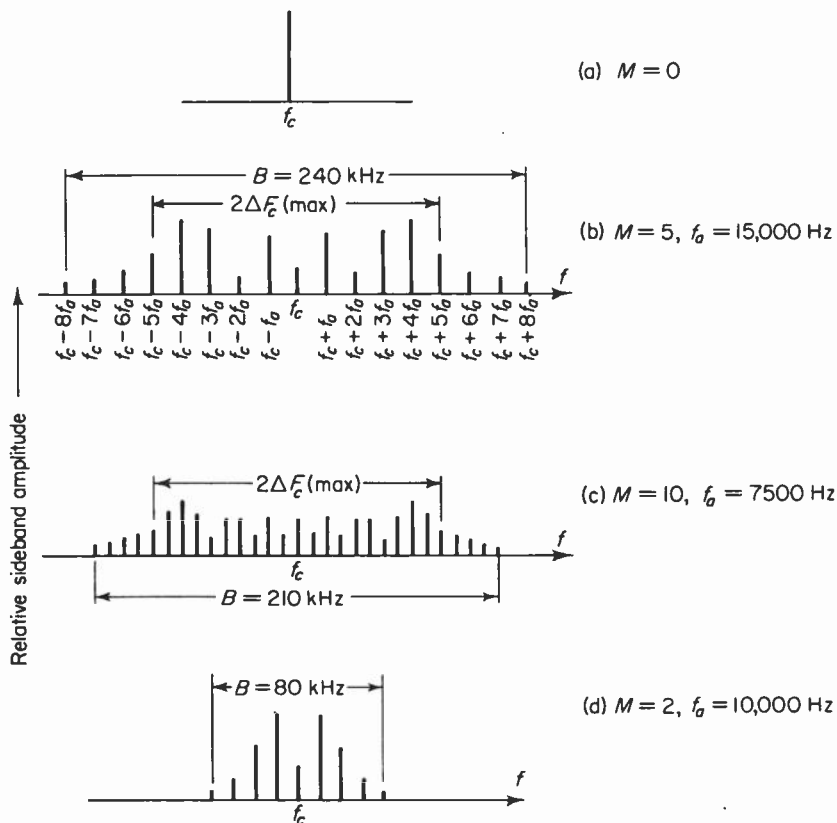 (a) M = 0
f_c
B = 240 kHz
2ΔF_c (max)
(b) M = 5, f_a = 15,000 Hz
f
f_c − 8f_a
f_c − 7f_a
f_c − 6f_a
f_c − 5f_a
f_c − 4f_a
f_c − 3f_a
f_c − 2f_a
f_c − f_a
f_c
f_c + f_a
f_c + 2f_a
f_c + 3f_a
f_c + 4f_a
f_c + 5f_a
f_c + 6f_a
f_c + 7f_a
f_c + 8f_a
Relative sideband amplitude
2ΔF_c (max)
(c) M = 10, f_a = 7500 Hz
f
f_c
B = 210 kHz
B = 80 kHz
(d) M = 2, f_a = 10,000 Hz
f
f_c